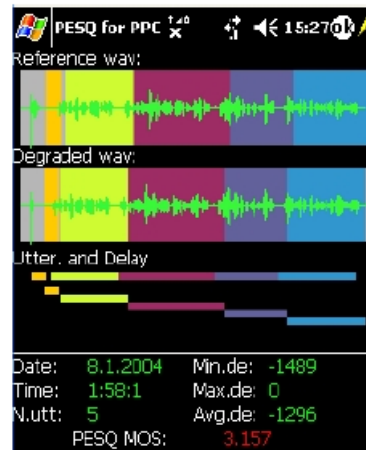 PESQ for PPC 15:27 ok
Reference wav:
Degraded wav:
Utter. and Delay
Date: 8.1.2004 Min.de: -1489
Time: 1:58:1 Max.de: 0
N.utt: 5 Avg.de: -1296
PESQ MOS: 3.157